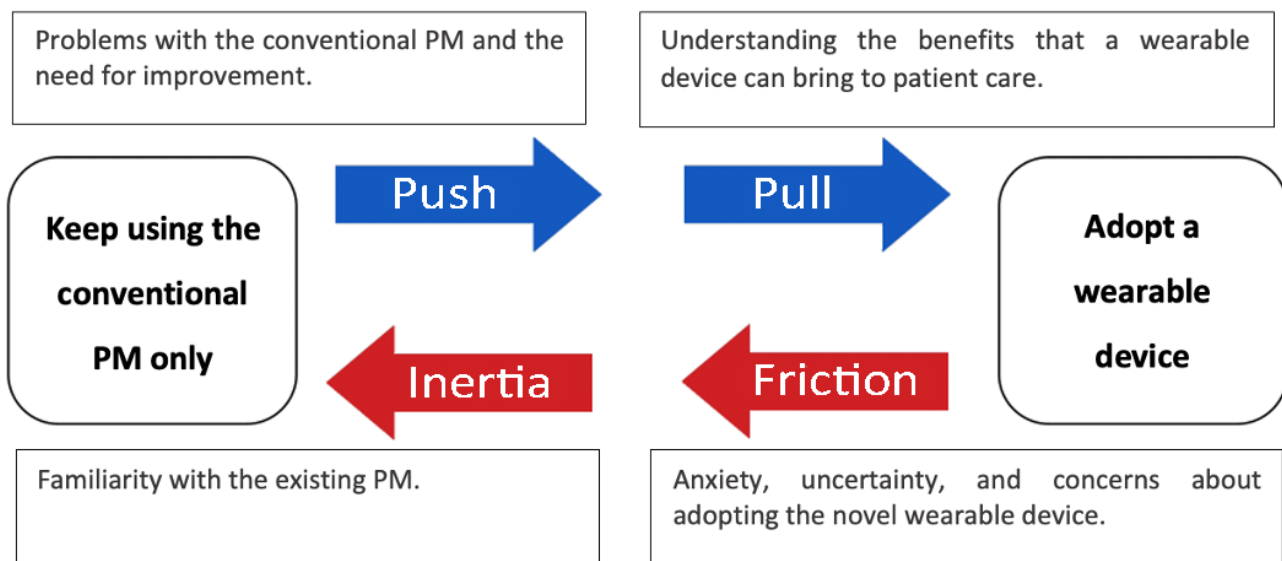 Problems with the conventional PM and the
need for improvement.
Understanding the benefits that a wearable
device can bring to patient care.
Push
Pull
Keep using the
conventional
PM only
Adopt a
wearable
device
Inertia
Friction
Familiarity with the existing PM.
Anxiety, uncertainty, and concerns about
adopting the novel wearable device.